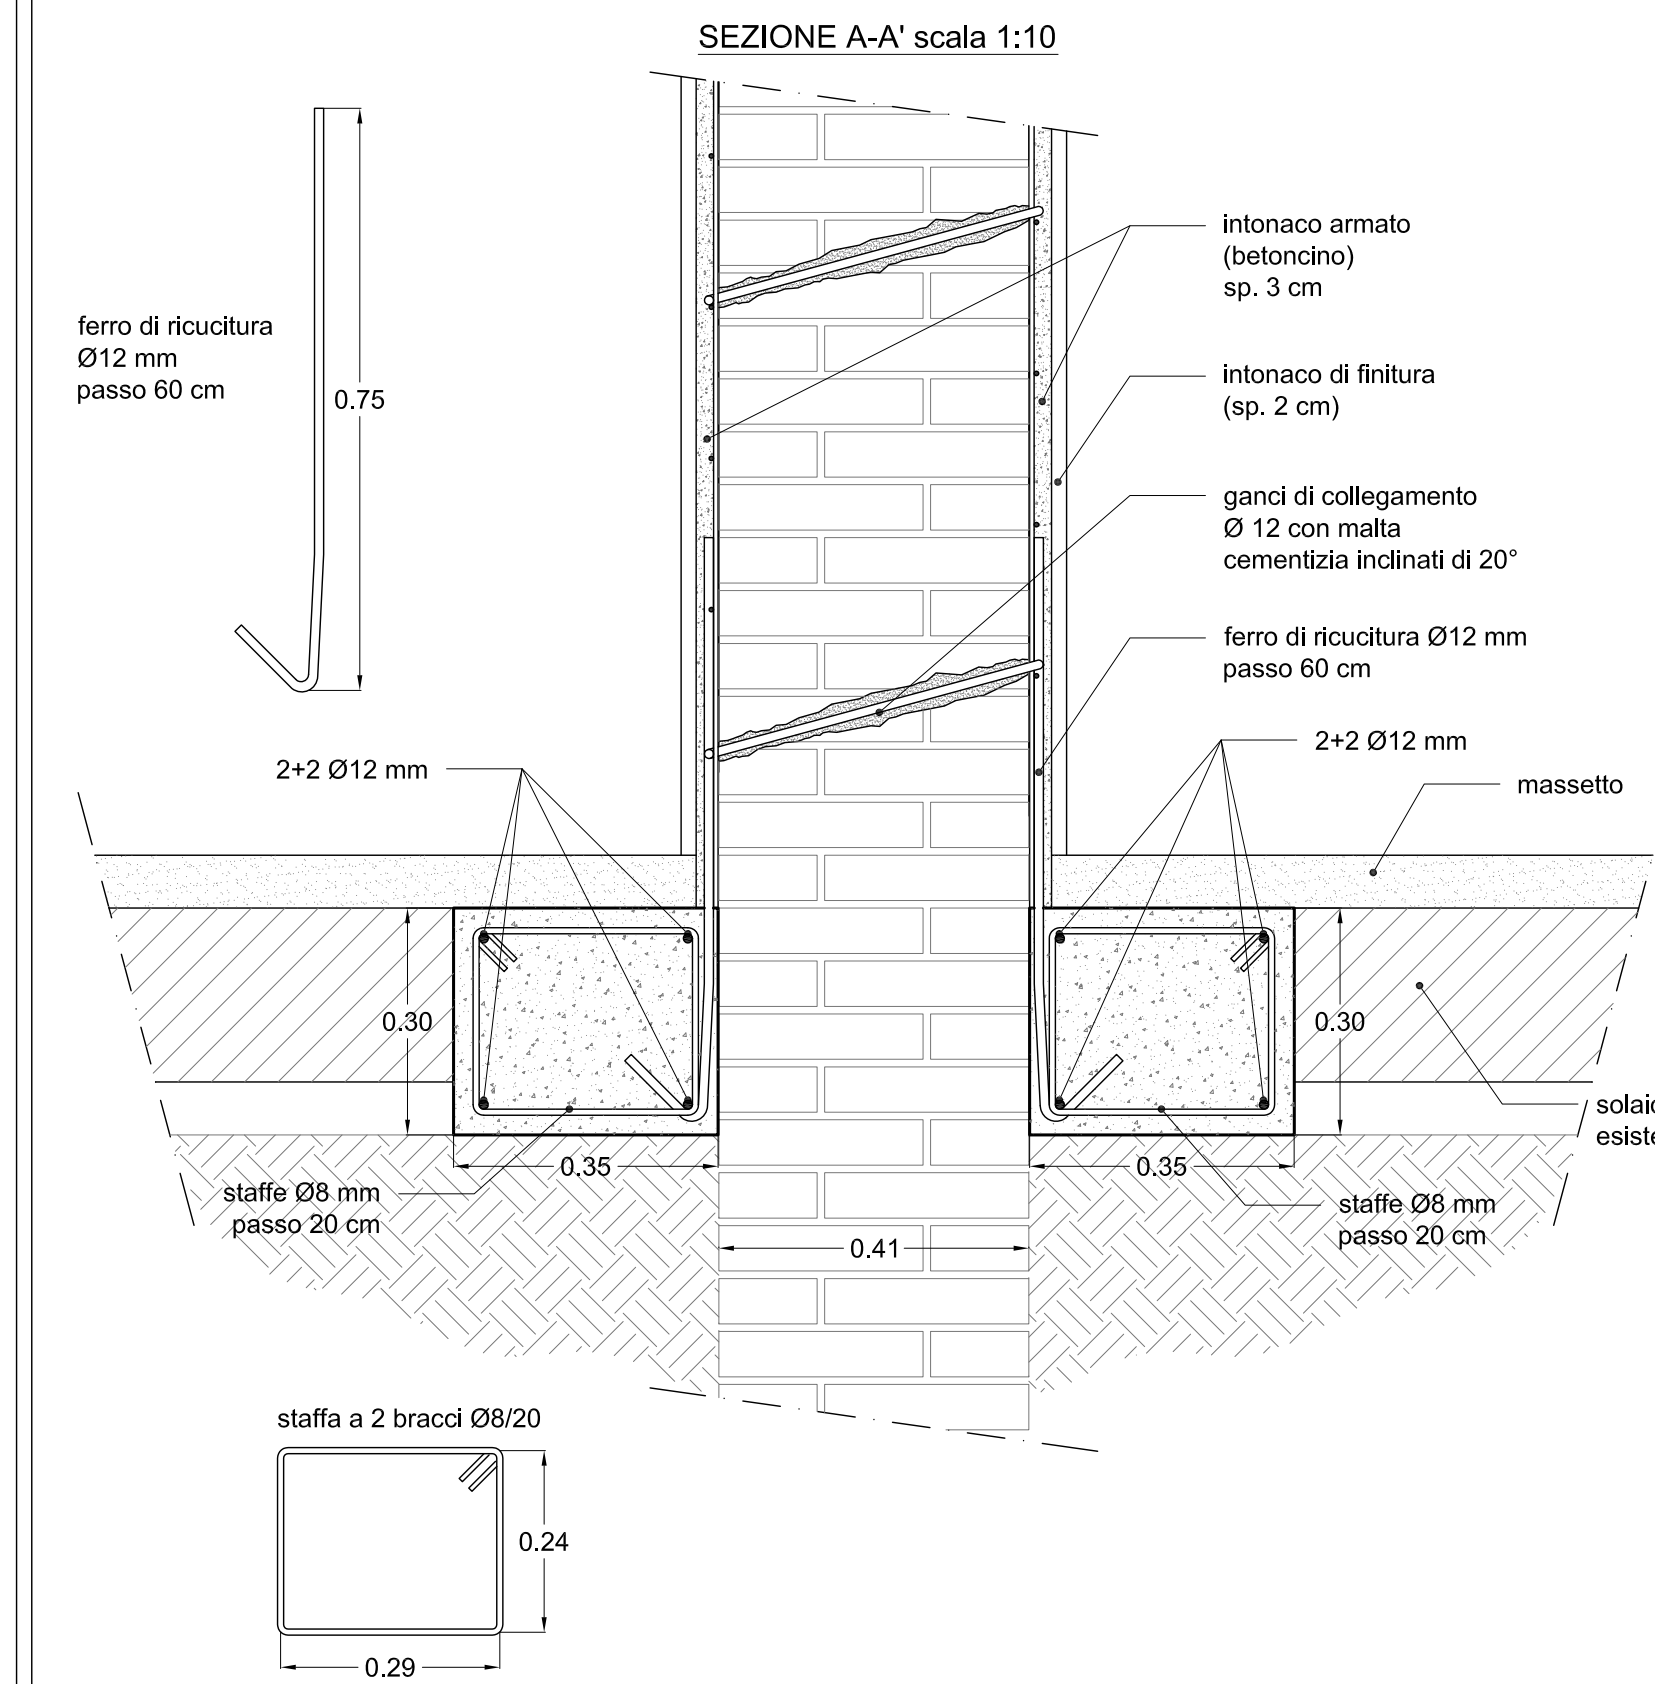 SEZIONE A-A' scala 1:10
intonaco armato
(betoncino)
sp. 3 cm
ferro di ricucitura
Ø12 mm
passo 60 cm
0.75
intonaco di finitura
(sp. 2 cm)
ganci di collegamento
Ø 12 con malta
cementizia inclinati di 20°
ferro di ricucitura Ø12 mm
passo 60 cm
2+2 Ø12 mm
2+2 Ø12 mm
massetto
0.30
0.30
0.35
0.35
staffe Ø8 mm
passo 20 cm
0.41
staffe Ø8 mm
passo 20 cm
staffa a 2 bracci Ø8/20
0.24
0.29